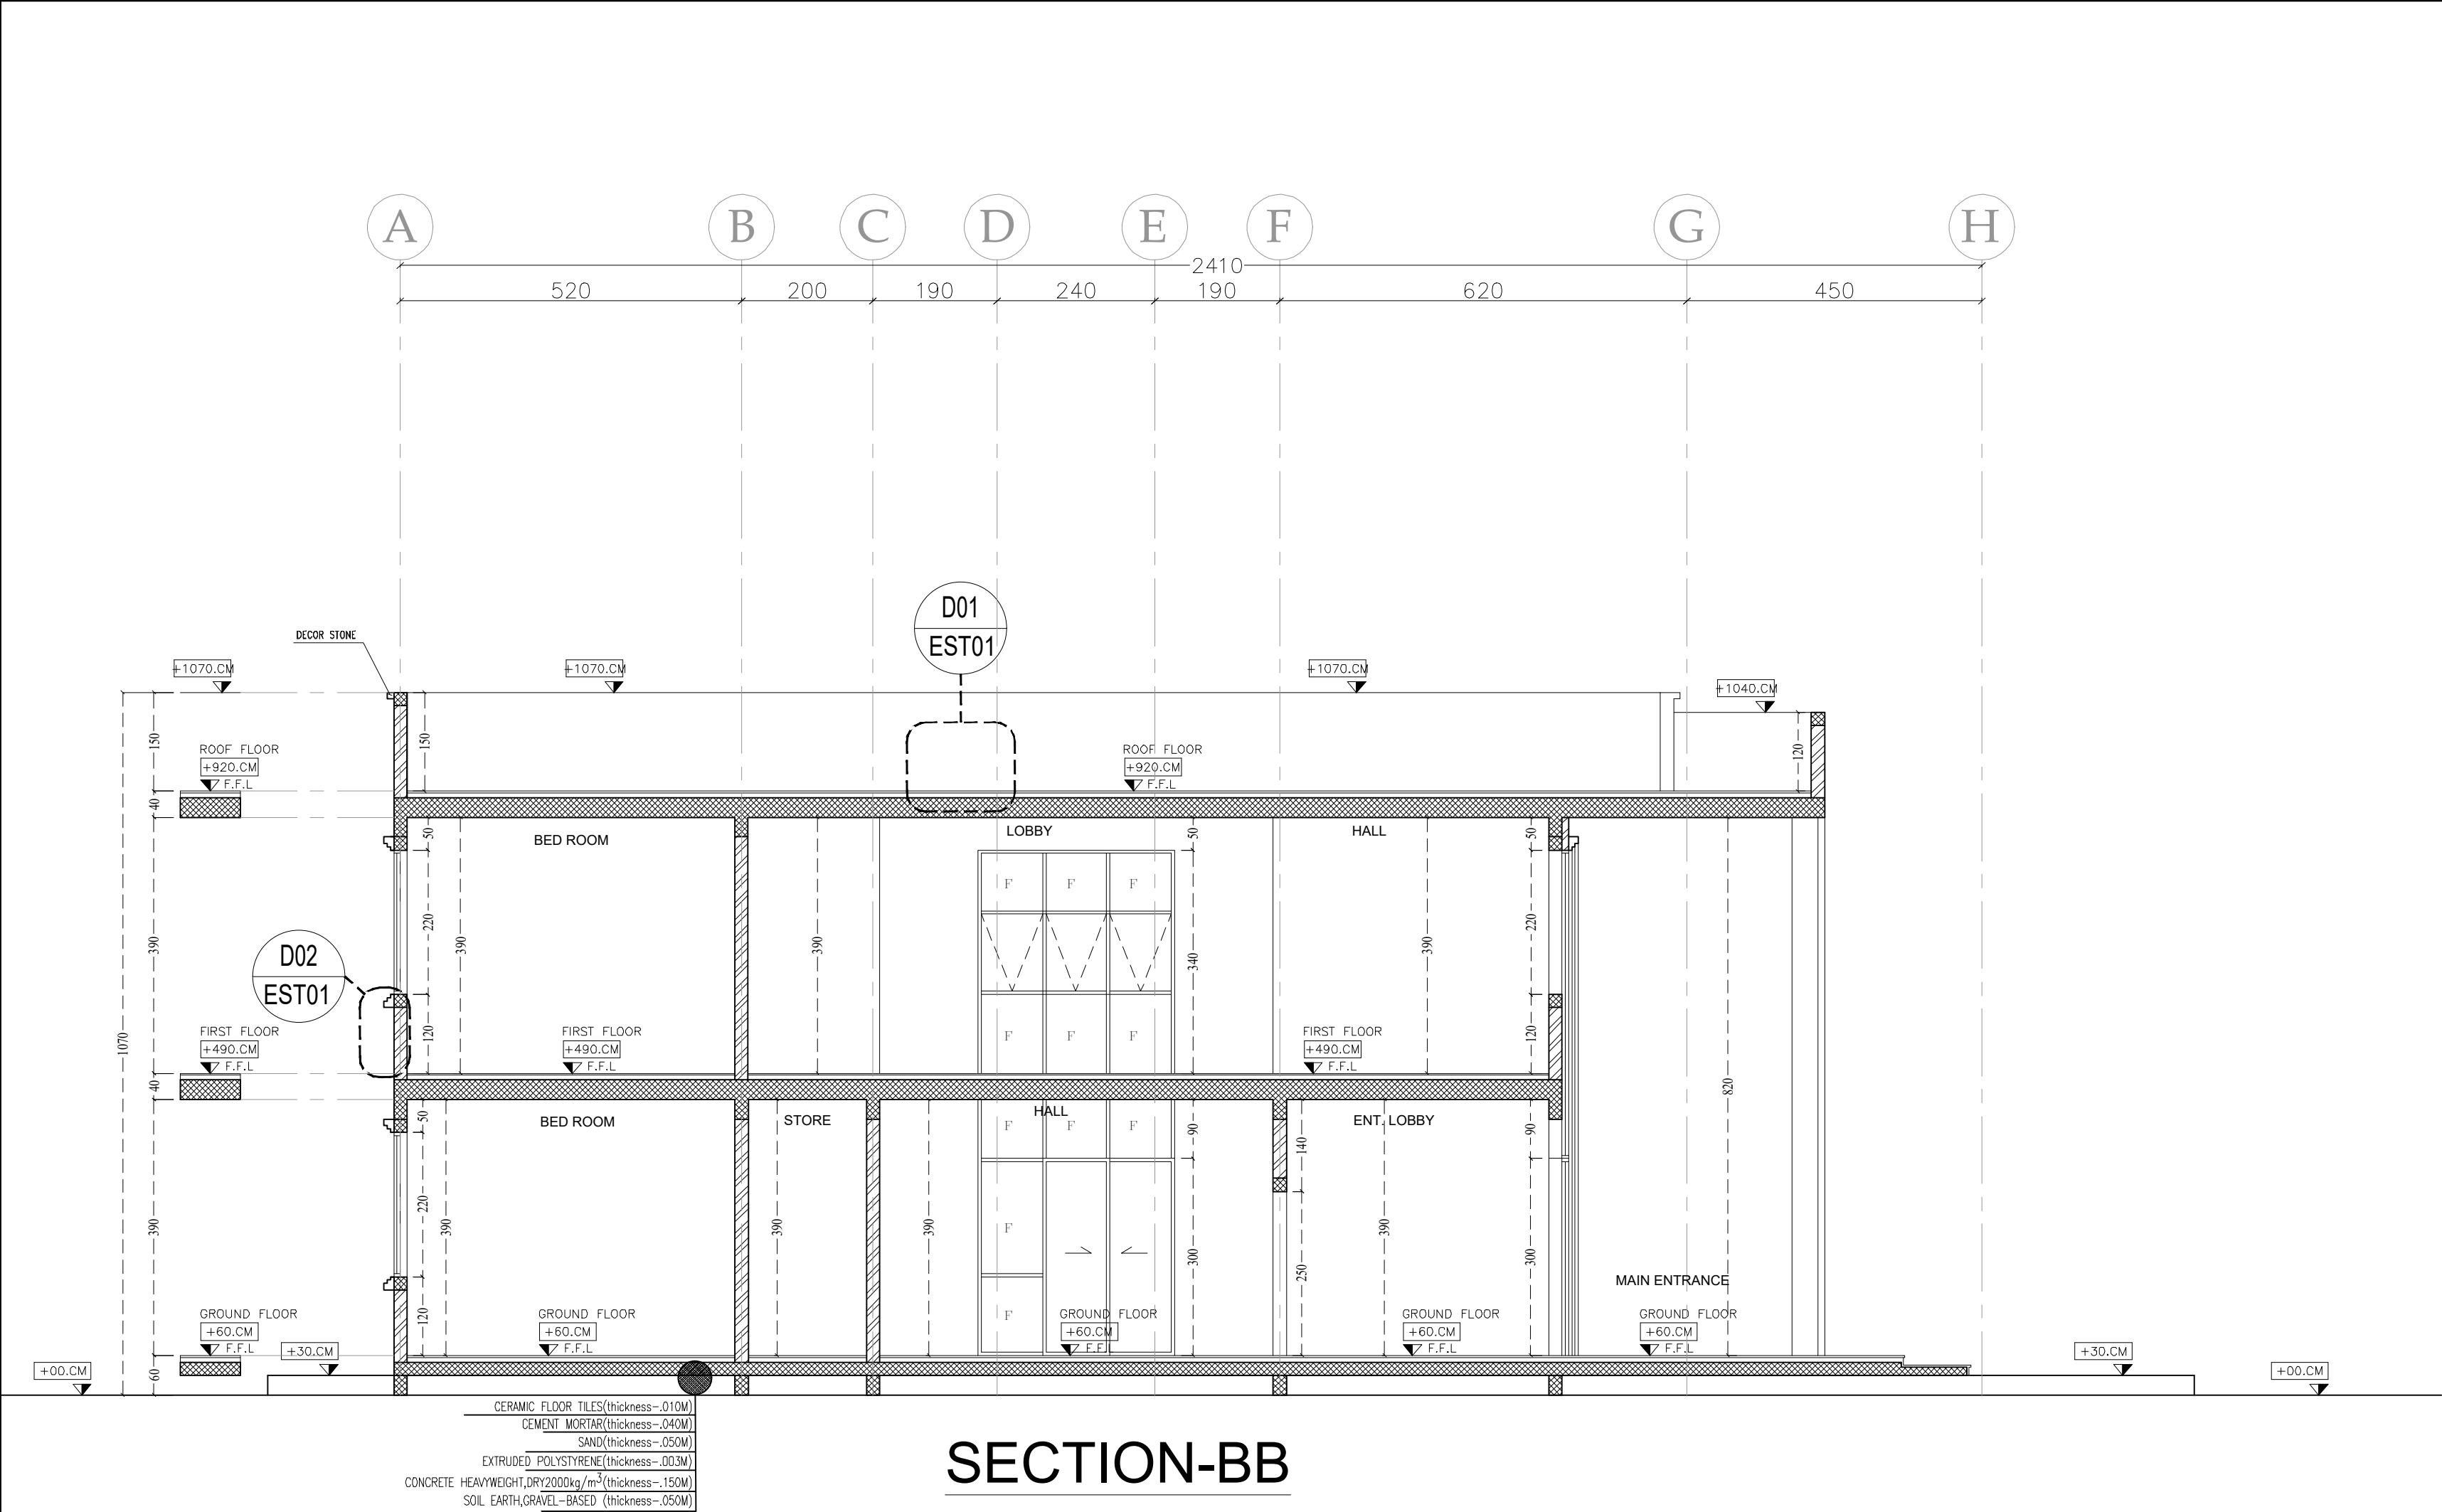 A B C D E F G H
2410
520 200 190 240 190 620 450
D01
EST01
DECOR STONE
+1070.CM +1070.CM +1070.CM
+1040.CM
150 150 120
ROOF FLOOR ROOF FLOOR
+920.CM +920.CM
F.F.L F.F.L
40
BED ROOM LOBBY HALL
50 50 50
F F F
220 220
390 390 390 340 390
D02
EST01
F F F
120 120
FIRST FLOOR FIRST FLOOR FIRST FLOOR
+490.CM +490.CM +490.CM
F.F.L F.F.L F.F.L
1070
40
820
BED ROOM STORE HALL ENT. LOBBY
50 90 140 90
F F F
220
390 390 390 390 390
F
300 250 300
MAIN ENTRANCE
120
F
GROUND FLOOR GROUND FLOOR GROUND FLOOR GROUND FLOOR GROUND FLOOR
+60.CM +60.CM +60.CM +60.CM +60.CM
F.F.L F.F.L F.F.L F.F.L F.F.L
+30.CM +30.CM
60
+00.CM +00.CM
CERAMIC FLOOR TILES(thickness-.010M)
CEMENT MORTAR(thickness-.040M)
SAND(thickness-.050M)
EXTRUDED POLYSTYRENE(thickness-.003M)
CONCRETE HEAVYWEIGHT,DRY2000kg/m³(thickness-.150M)
SOIL EARTH,GRAVEL-BASED (thickness-.050M)
SECTION-BB